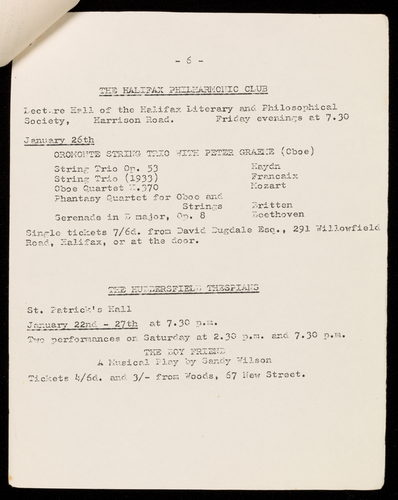 - 6 -
THE HALIFAX PHILHARMONIC CLUB
Lecture Hall of the Halifax Literary and Philosophical
Society, Harrison Road. Friday evenings at 7.30
January 26th
OROMONTE STRING TRIO WITH PETER GRAEME (Oboe)
String Trio Op. 53 Haydn
String Trio (1933) Francaix
Oboe Quartet K.370 Mozart
Phantasy Quartet for Oboe and
Strings Britten
Serenade in D major, Op. 8 Beethoven
Single tickets 7/6d. from David Dugdale Esq., 291 Willowfield
Road, Halifax, or at the door.
THE HUDDERSFIELD THESPIANS
St. Patrick's Hall
January 22nd - 27th at 7.30 p.m.
Two performances on Saturday at 2.30 p.m. and 7.30 p.m.
THE BOY FRIEND
A Musical Play by Sandy Wilson
Tickets 4/6d. and 3/- from Woods, 67 New Street.